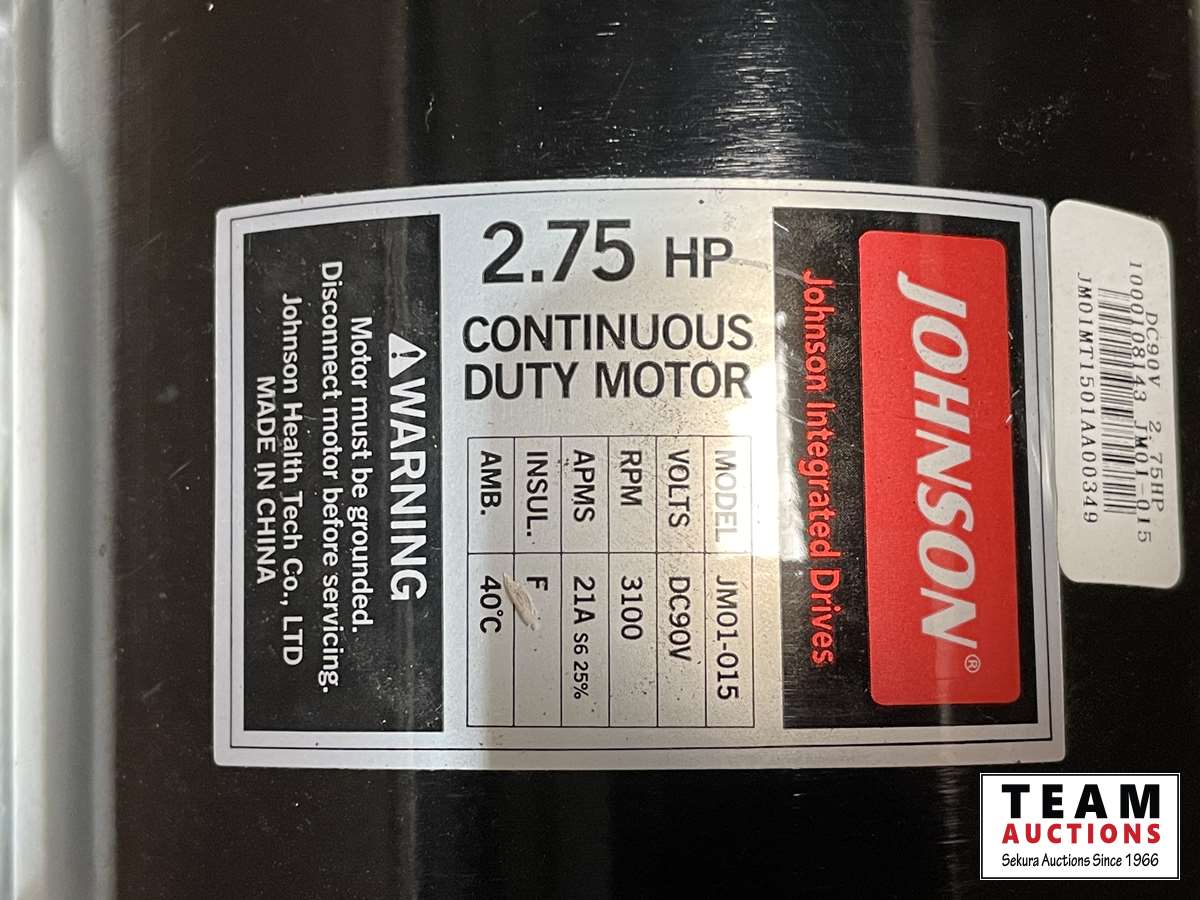 DC90V 2.75HP
1000108143 JM01-015
JM01MT1501AA00349
JOHNSON®
Johnson Integrated Drives
2.75 HP
CONTINUOUS
DUTY MOTOR
MODEL JM01-015
VOLTS DC90V
RPM 3100
APMS 21A S6 25%
INSUL. F
AMB. 40°C
⚠WARNING
Motor must be grounded.
Disconnect motor before servicing.
Johnson Health Tech Co., LTD
MADE IN CHINA
TEAM
AUCTIONS
Sekura Auctions Since 1966